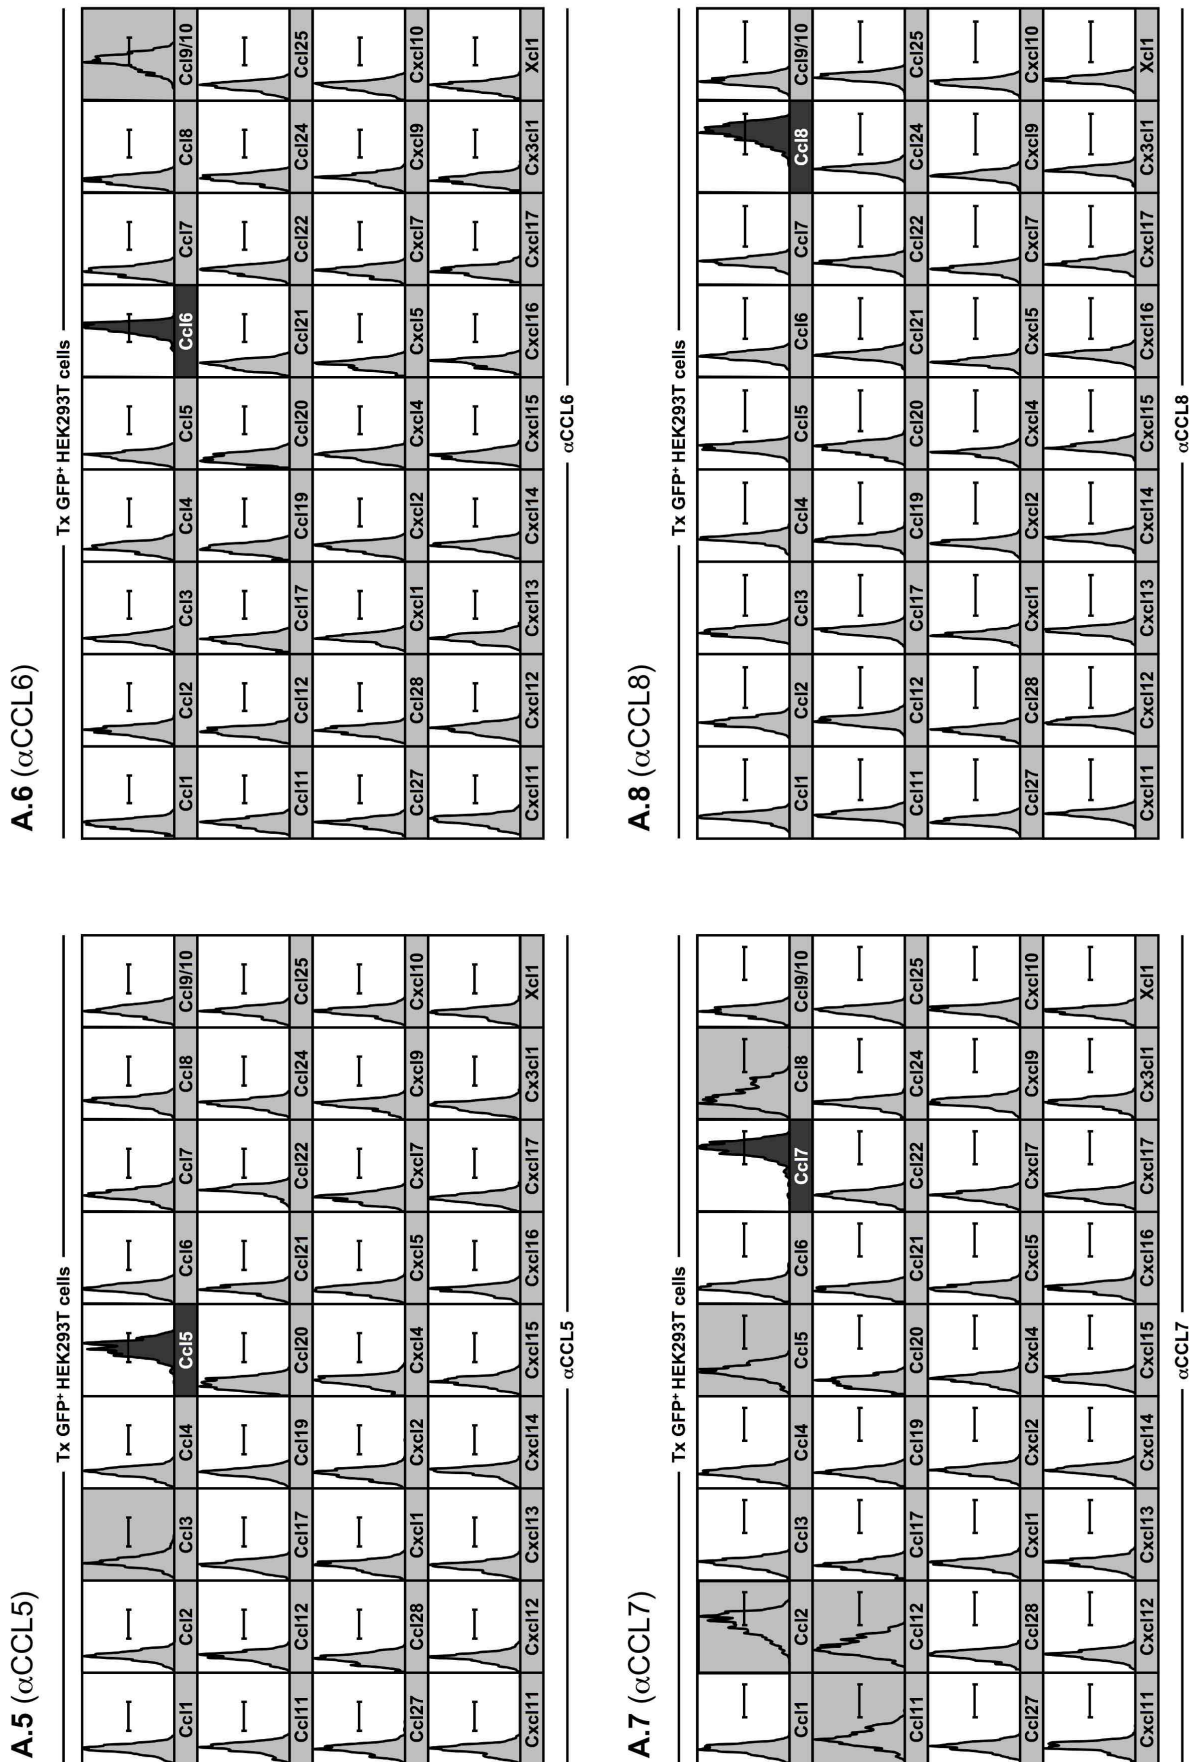 A.5 (αCCL5)
Tx GFP⁺ HEK293T cells
Ccl1 Ccl2 Ccl3 Ccl4 Ccl5 Ccl6 Ccl7 Ccl8 Ccl9/10
Ccl11 Ccl12 Ccl17 Ccl19 Ccl20 Ccl21 Ccl22 Ccl24 Ccl25
Ccl27 Ccl28 Cxcl1 Cxcl2 Cxcl4 Cxcl5 Cxcl7 Cxcl9 Cxcl10
Cxcl11 Cxcl12 Cxcl13 Cxcl14 Cxcl15 Cxcl16 Cxcl17 Cx3cl1 Xcl1
αCCL5
A.6 (αCCL6)
Tx GFP⁺ HEK293T cells
Ccl1 Ccl2 Ccl3 Ccl4 Ccl5 Ccl6 Ccl7 Ccl8 Ccl9/10
Ccl11 Ccl12 Ccl17 Ccl19 Ccl20 Ccl21 Ccl22 Ccl24 Ccl25
Ccl27 Ccl28 Cxcl1 Cxcl2 Cxcl4 Cxcl5 Cxcl7 Cxcl9 Cxcl10
Cxcl11 Cxcl12 Cxcl13 Cxcl14 Cxcl15 Cxcl16 Cxcl17 Cx3cl1 Xcl1
αCCL6
A.7 (αCCL7)
Tx GFP⁺ HEK293T cells
Ccl1 Ccl2 Ccl3 Ccl4 Ccl5 Ccl6 Ccl7 Ccl8 Ccl9/10
Ccl11 Ccl12 Ccl17 Ccl19 Ccl20 Ccl21 Ccl22 Ccl24 Ccl25
Ccl27 Ccl28 Cxcl1 Cxcl2 Cxcl4 Cxcl5 Cxcl7 Cxcl9 Cxcl10
Cxcl11 Cxcl12 Cxcl13 Cxcl14 Cxcl15 Cxcl16 Cxcl17 Cx3cl1 Xcl1
αCCL7
A.8 (αCCL8)
Tx GFP⁺ HEK293T cells
Ccl1 Ccl2 Ccl3 Ccl4 Ccl5 Ccl6 Ccl7 Ccl8 Ccl9/10
Ccl11 Ccl12 Ccl17 Ccl19 Ccl20 Ccl21 Ccl22 Ccl24 Ccl25
Ccl27 Ccl28 Cxcl1 Cxcl2 Cxcl4 Cxcl5 Cxcl7 Cxcl9 Cxcl10
Cxcl11 Cxcl12 Cxcl13 Cxcl14 Cxcl15 Cxcl16 Cxcl17 Cx3cl1 Xcl1
αCCL8